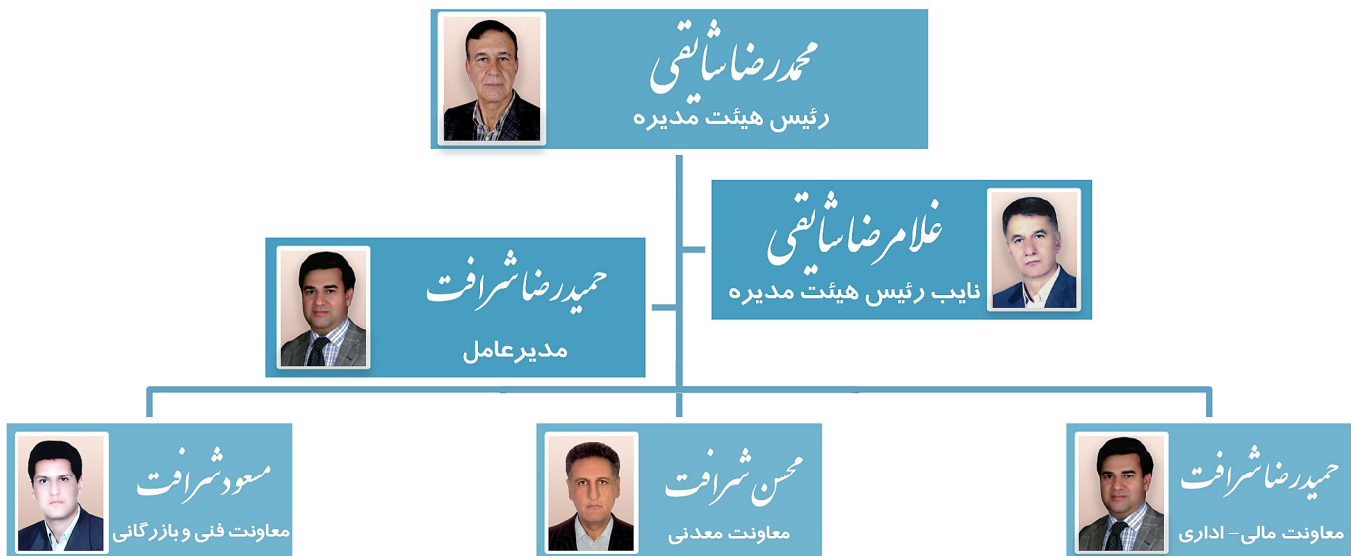 محمدرضا شایقی
رئیس هیئت مدیره
غلامرضا شایقی
نایب رئیس هیئت مدیره
حمیدرضا شرافت
مدیرعامل
حمیدرضا شرافت
معاونت مالی- اداری
محسن شرافت
معاونت معدنی
مسعود شرافت
معاونت فنی و بازرگانی